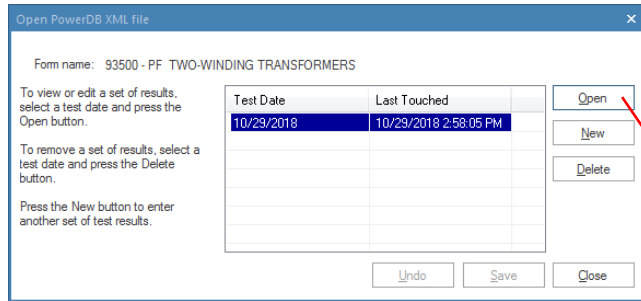 Open PowerDB XML file
Form name: 93500 - PF TWO-WINDING TRANSFORMERS
To view or edit a set of results,
select a test date and press the
Open button.
To remove a set of results, select a
test date and press the Delete
button.
Press the New button to enter
another set of test results.
Test Date Last Touched
10/29/2018 10/29/2018 2:58:05 PM
Open
New
Delete
Undo Save Close